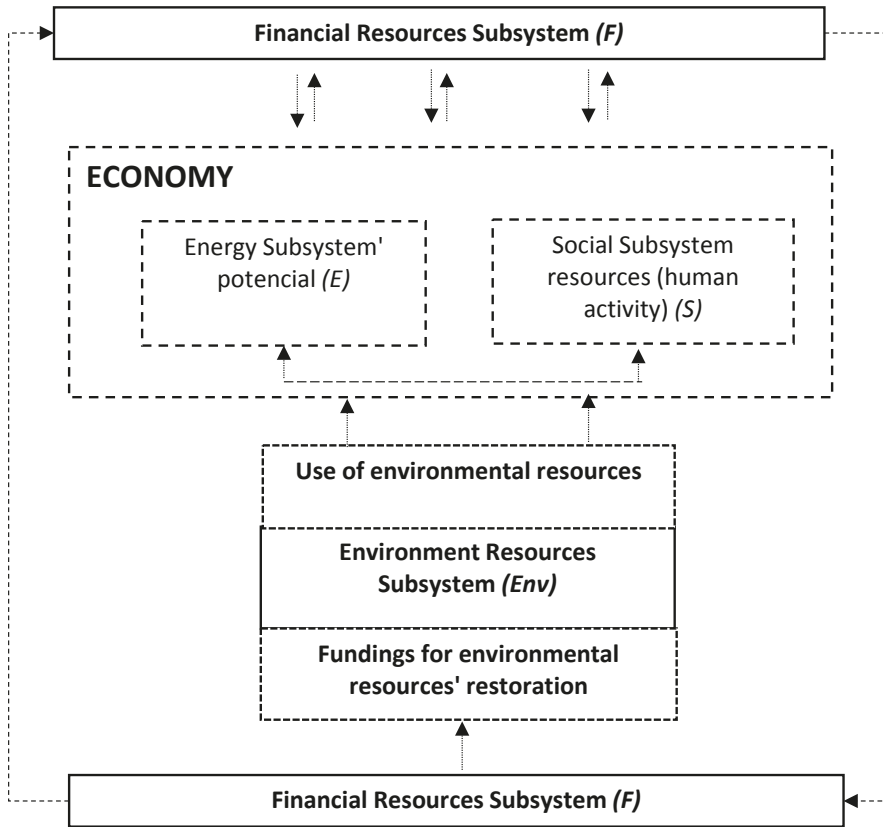 Financial Resources Subsystem (F)
ECONOMY
Energy Subsystem'
potencial (E)
Social Subsystem
resources (human
activity) (S)
Use of environmental resources
Environment Resources
Subsystem (Env)
Fundings for environmental
resources' restoration
Financial Resources Subsystem (F)